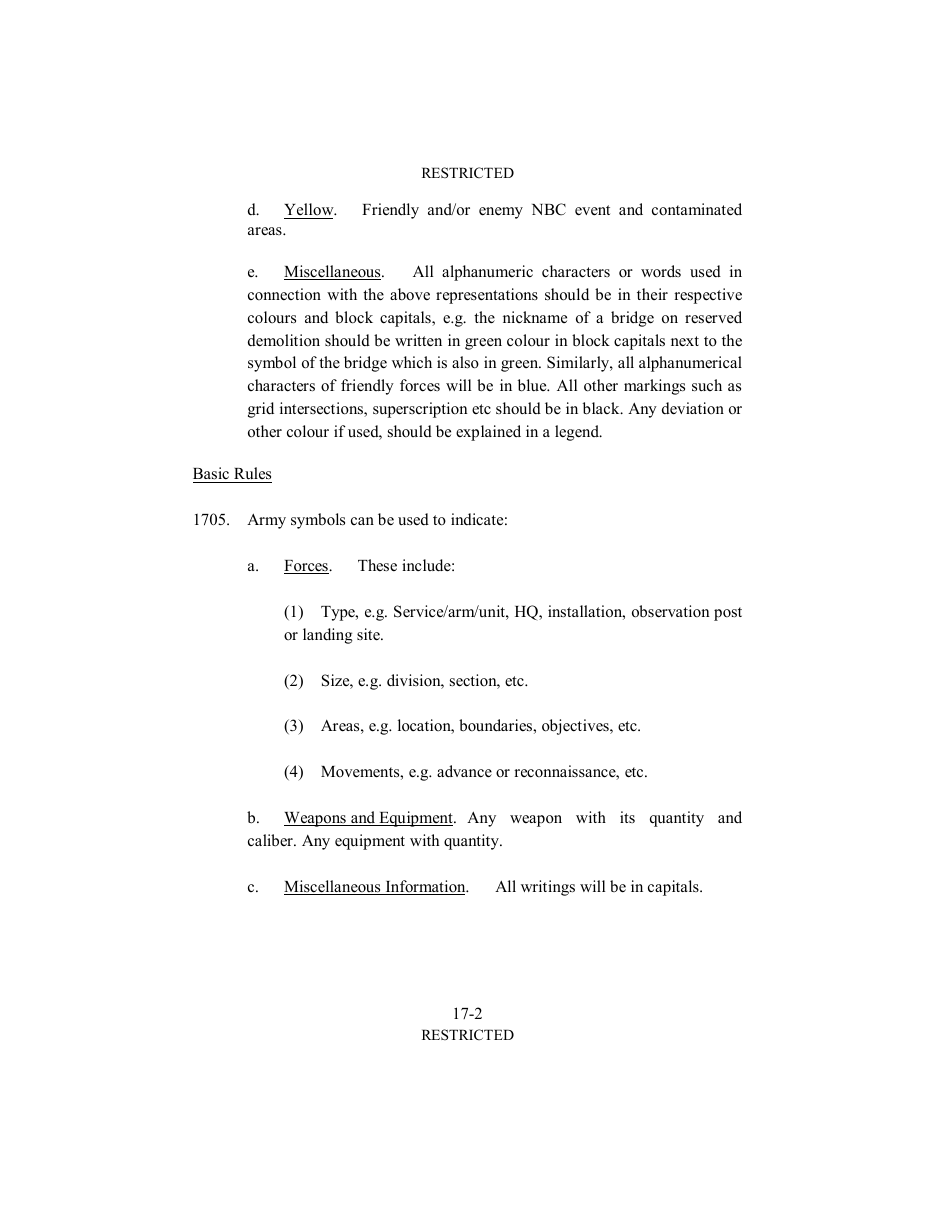 RESTRICTED
d. Yellow. Friendly and/or enemy NBC event and contaminated
areas.
e. Miscellaneous. All alphanumeric characters or words used in
connection with the above representations should be in their respective
colours and block capitals, e.g. the nickname of a bridge on reserved
demolition should be written in green colour in block capitals next to the
symbol of the bridge which is also in green. Similarly, all alphanumerical
characters of friendly forces will be in blue. All other markings such as
grid intersections, superscription etc should be in black. Any deviation or
other colour if used, should be explained in a legend.
Basic Rules
1705. Army symbols can be used to indicate:
a. Forces. These include:
(1) Type, e.g. Service/arm/unit, HQ, installation, observation post
or landing site.
(2) Size, e.g. division, section, etc.
(3) Areas, e.g. location, boundaries, objectives, etc.
(4) Movements, e.g. advance or reconnaissance, etc.
b. Weapons and Equipment. Any weapon with its quantity and
caliber. Any equipment with quantity.
c. Miscellaneous Information. All writings will be in capitals.
17-2
RESTRICTED